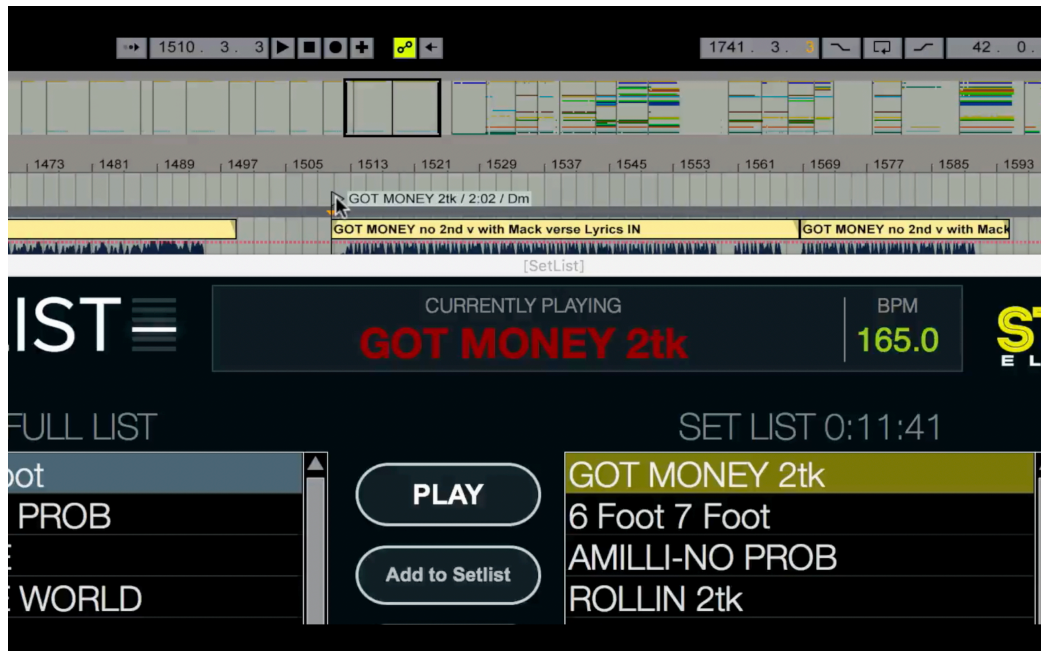 1510 . 3 . 3
1741 . 3 . 3
42 . 0 .
1473 1481 1489 1497 1505 1513 1521 1529 1537 1545 1553 1561 1569 1577 1585 1593
GOT MONEY 2tk / 2:02 / Dm
GOT MONEY no 2nd v with Mack verse Lyrics IN
GOT MONEY no 2nd v with Mack
[SetList]
IST
CURRENTLY PLAYING
GOT MONEY 2tk
BPM
165.0
ST
E L
FULL LIST
SET LIST 0:11:41
oot
PROB
E
E WORLD
PLAY
Add to Setlist
GOT MONEY 2tk
6 Foot 7 Foot
AMILLI-NO PROB
ROLLIN 2tk